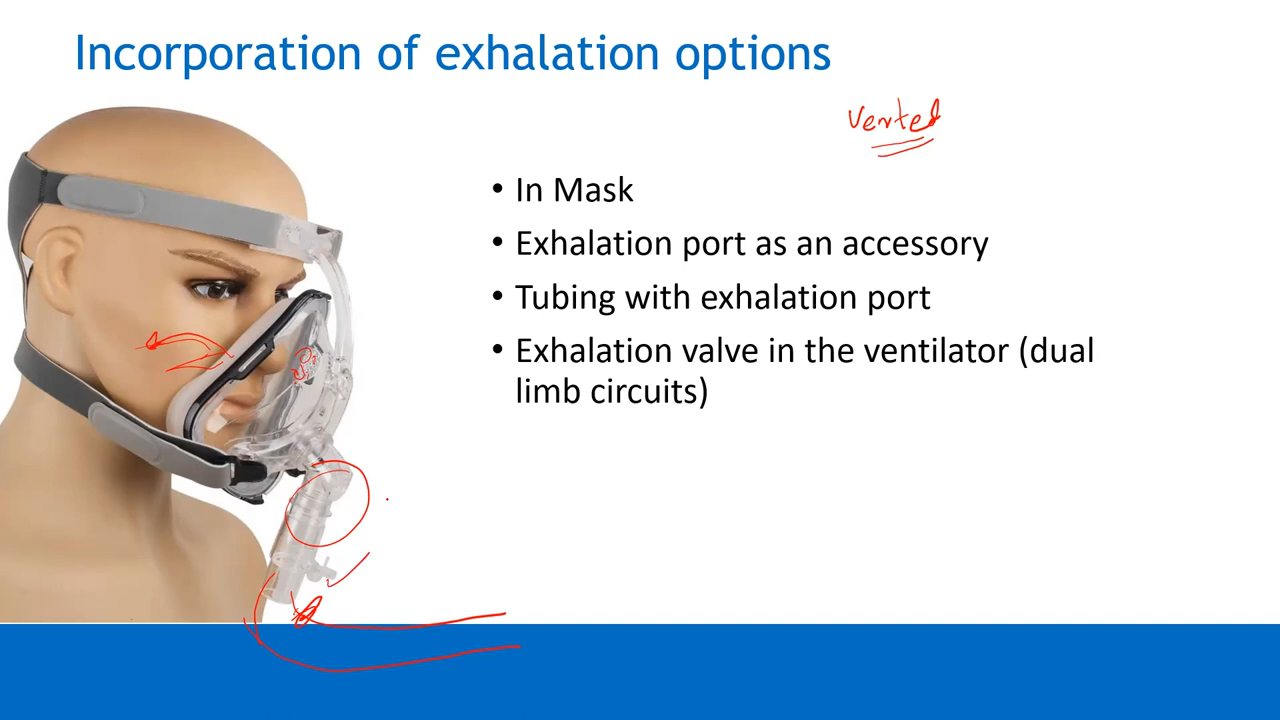 Incorporation of exhalation options
Vented
• In Mask
• Exhalation port as an accessory
• Tubing with exhalation port
• Exhalation valve in the ventilator (dual
limb circuits)